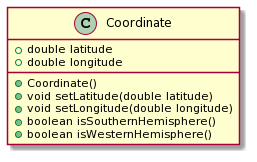 C Coordinate
double latitude
double longitude
Coordinate()
void setLatitude(double latitude)
void setLongitude(double longitude)
boolean isSouthernHemisphere()
boolean isWesternHemisphere()